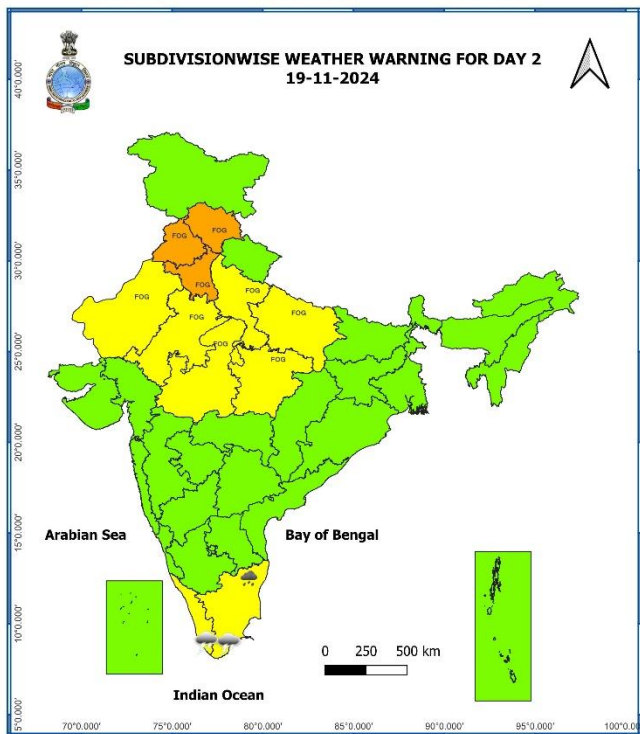 SUBDIVISIONWISE WEATHER WARNING FOR DAY 2
19-11-2024
40°0.000'
35°0.000'
30°0.000'
25°0.000'
20°0.000'
15°0.000'
10°0.000'
5°0.000'
FOG
FOG
FOG
FOG
FOG
FOG
FOG
FOG
FOG
Arabian Sea
Bay of Bengal
0 250 500 km
Indian Ocean
70°0.000' 75°0.000' 80°0.000' 85°0.000' 90°0.000' 95°0.000' 100°0.000'